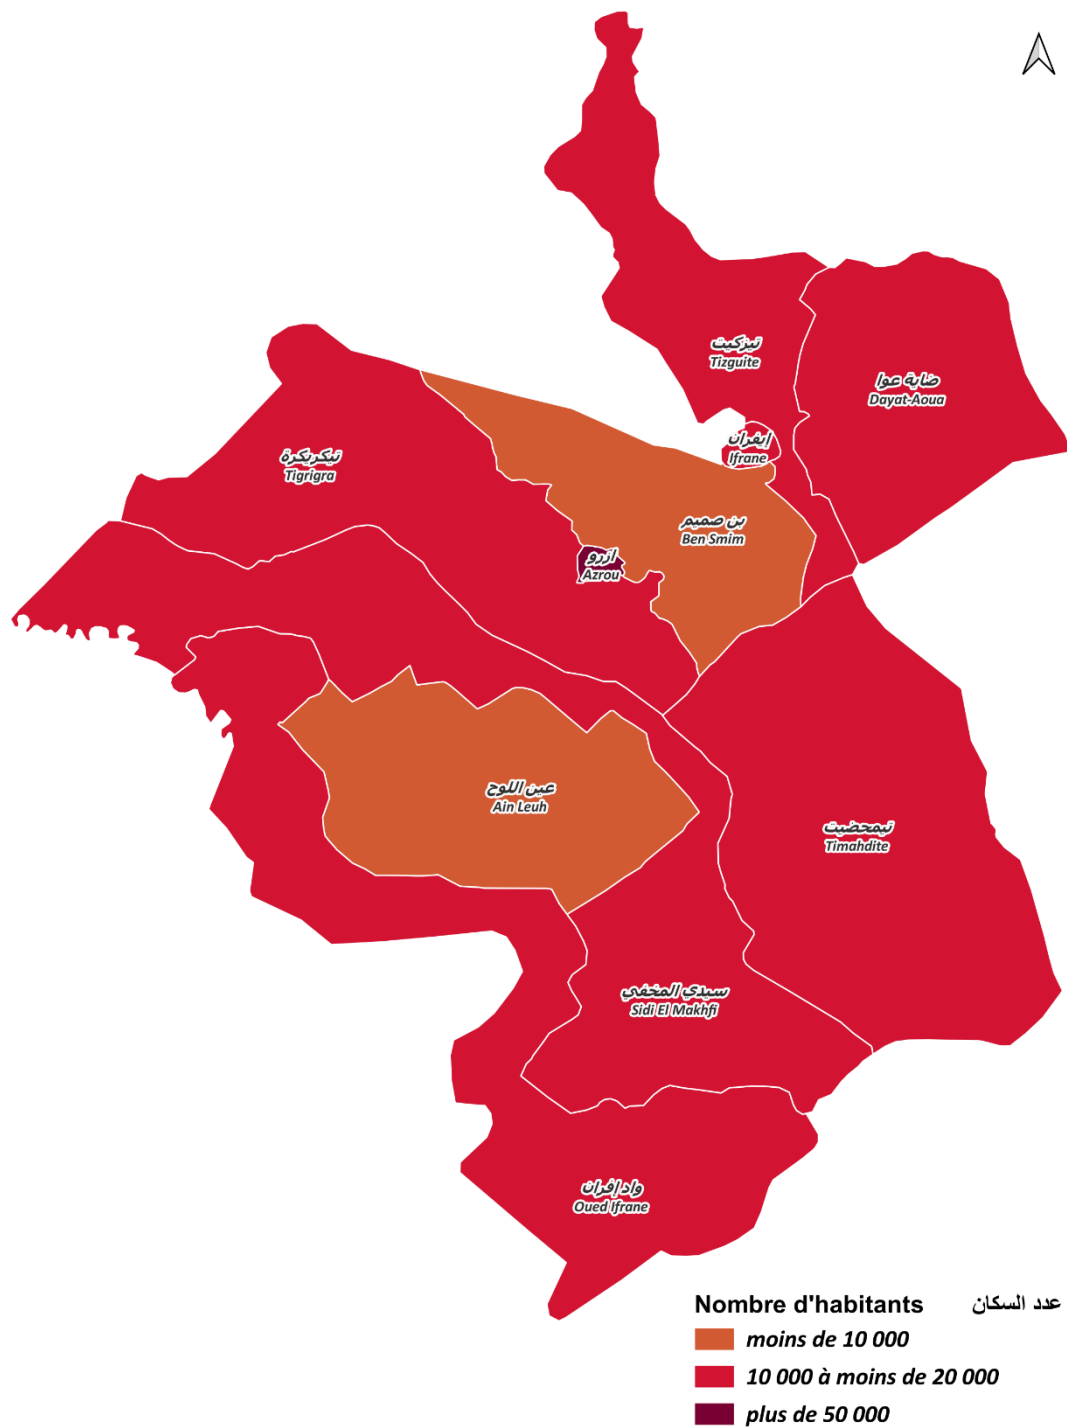 تيزكيت
Tizguite
ضاية عوا
Dayat-Aoua
إيفران
Ifrane
تيكريكرة
Tigrigra
بن صميم
Ben Smim
ازرو
Azrou
عين اللوح
Ain Leuh
تيمحضيت
Timahdite
سيدي المخفي
Sidi El Makhfi
واد إفران
Oued Ifrane
Nombre d'habitants عدد السكان
moins de 10 000
10 000 à moins de 20 000
plus de 50 000